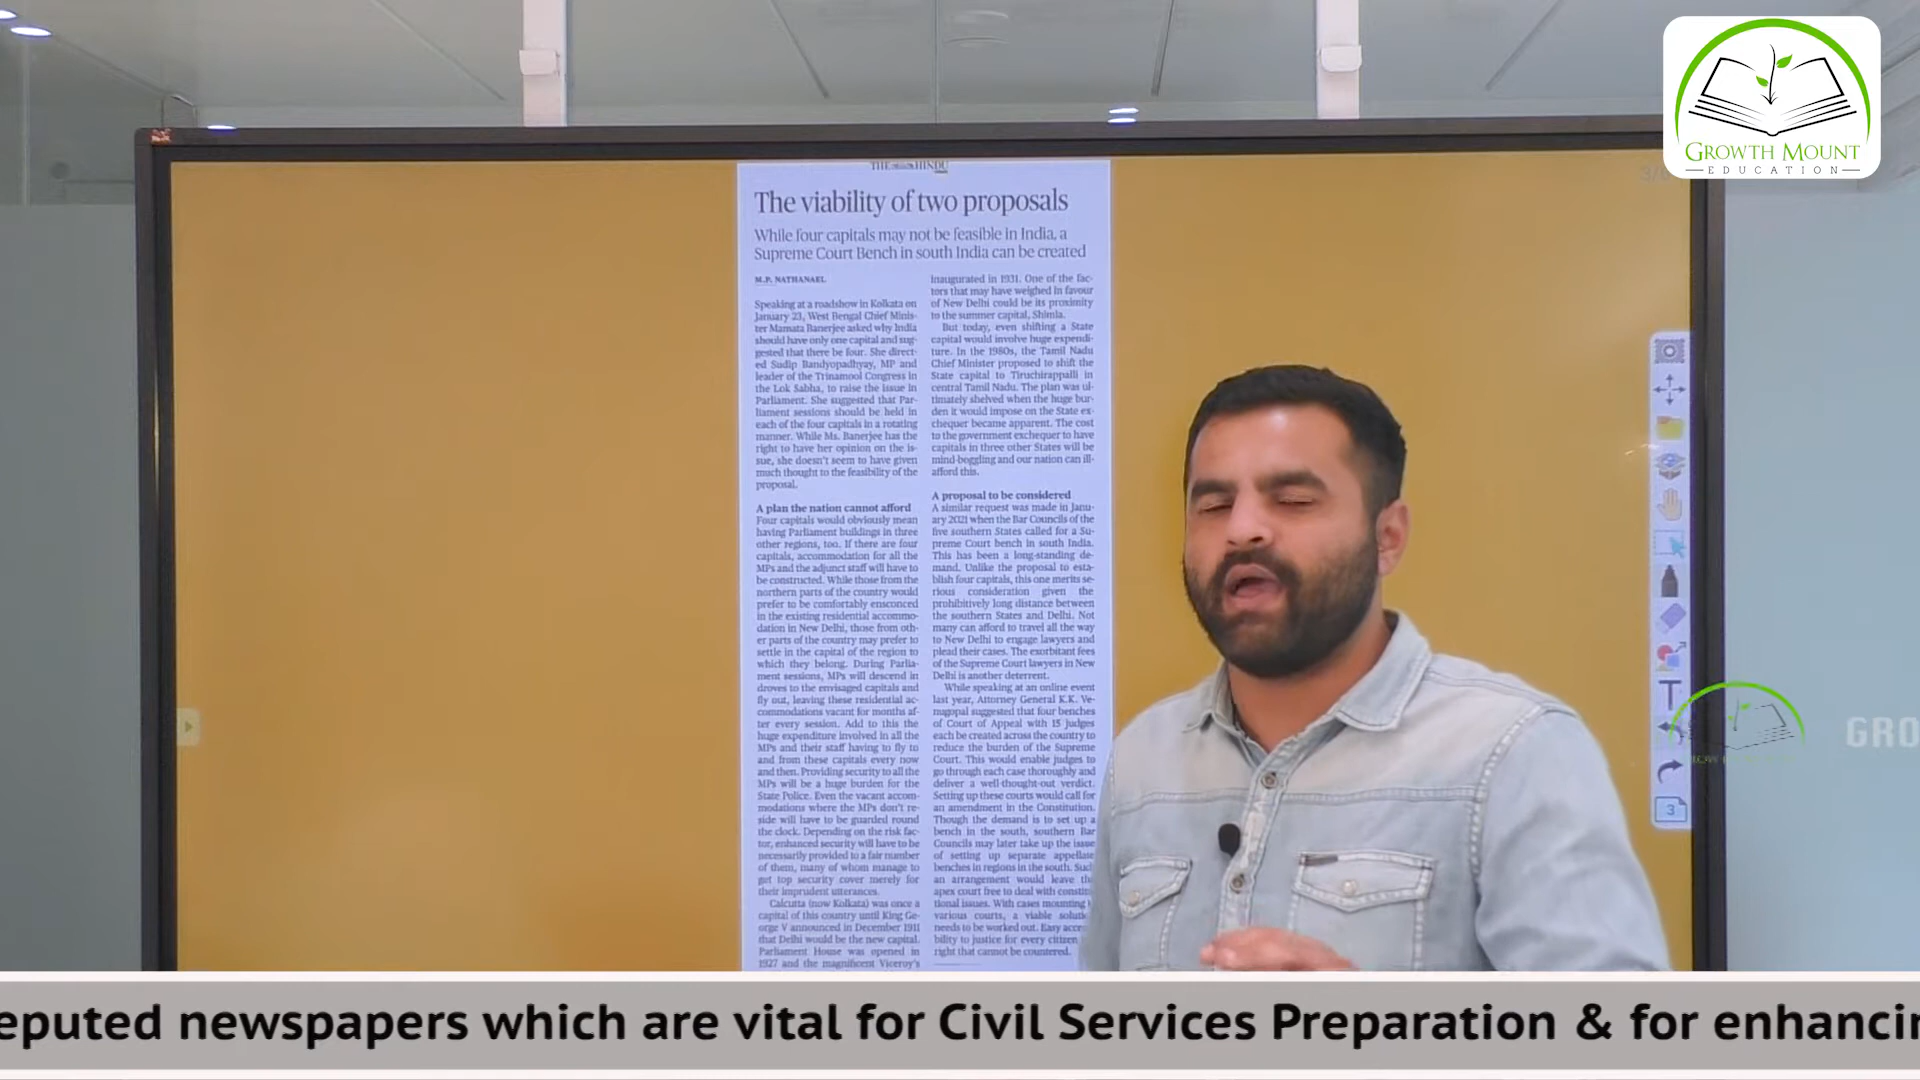 GROWTH MOUNT
EDUCATION
THE HINDU
The viability of two proposals
While four capitals may not be feasible in India, a
Supreme Court Bench in south India can be created
M.P. NATHANAEL
Speaking at a roadshow in Kolkata on
January 23, West Bengal Chief Minis-
ter Mamata Banerjee asked why India
should have only one capital and sug-
gested that there be four. She direct-
ed Sudip Bandyopadhyay, MP and
leader of the Trinamool Congress in
the Lok Sabha, to raise the issue in
Parliament. She suggested that Par-
liament sessions should be held in
each of the four capitals in a rotating
manner. While Ms. Banerjee has the
right to have her opinion on the is-
sue, she doesn't seem to have given
much thought to the feasibility of the
proposal.
A plan the nation cannot afford
Four capitals would obviously mean
having Parliament buildings in three
other regions, too. If there are four
capitals, accommodation for all the
MPs and the adjunct staff will have to
be constructed. While those from the
northern parts of the country would
prefer to be comfortably ensconced
in the existing residential accommo-
dation in New Delhi, those from oth-
er parts of the country may prefer to
settle in the capital of the region to
which they belong. During Parlia-
ment sessions, MPs will descend in
droves to the envisaged capitals and
fly out, leaving these residential ac-
commodations vacant for months af-
ter every session. Add to this the
huge expenditure involved in all the
MPs and their staff having to fly to
and from these capitals every now
and then. Providing security to all the
MPs will be a huge burden for the
State Police. Even the vacant accom-
modations where the MPs don't re-
side will have to be guarded round
the clock. Depending on the risk fac-
tor, enhanced security will have to be
necessarily provided to a fair number
of them, many of whom manage to
get top security cover merely for
their imprudent utterances.
Calcutta (now Kolkata) was once a
capital of this country until King Ge-
orge V announced in December 1911
that Delhi would be the new capital.
Parliament House was opened in
1927 and the magnificent Viceroy's
inaugurated in 1931. One of the fac-
tors that may have weighed in favour
of New Delhi could be its proximity
to the summer capital, Shimla.
But today, even shifting a State
capital would involve huge expendi-
ture. In the 1980s, the Tamil Nadu
Chief Minister proposed to shift the
State capital to Tiruchirappalli in
central Tamil Nadu. The plan was ul-
timately shelved when the huge bur-
den it would impose on the State ex-
chequer became apparent. The cost
to the government exchequer to have
capitals in three other States will be
mind-boggling and our nation can ill-
afford this.
A proposal to be considered
A similar request was made in Janu-
ary 2021 when the Bar Councils of the
five southern States called for a Su-
preme Court bench in south India.
This has been a long-standing de-
mand. Unlike the proposal to esta-
blish four capitals, this one merits se-
rious consideration given the
prohibitively long distance between
the southern States and Delhi. Not
many can afford to travel all the way
to New Delhi to engage lawyers and
plead their cases. The exorbitant fees
of the Supreme Court lawyers in New
Delhi is another deterrent.
While speaking at an online event
last year, Attorney General K.K. Ve-
nugopal suggested that four benches
of Court of Appeal with 15 judges
each be created across the country to
reduce the burden of the Supreme
Court. This would enable judges to
go through each case thoroughly and
deliver a well-thought-out verdict.
Setting up these courts would call for
an amendment in the Constitution.
Though the demand is to set up a
bench in the south, southern Bar
Councils may later take up the issue
of setting up separate appellate
benches in regions in the south. Such
an arrangement would leave the
apex court free to deal with constitu-
tional issues. With cases mounting
various courts, a viable
needs to be worked out. Easy
bility to justice for every citizen
right that cannot be countered.
T
3
GRO
eputed newspapers which are vital for Civil Services Preparation & for enhancin